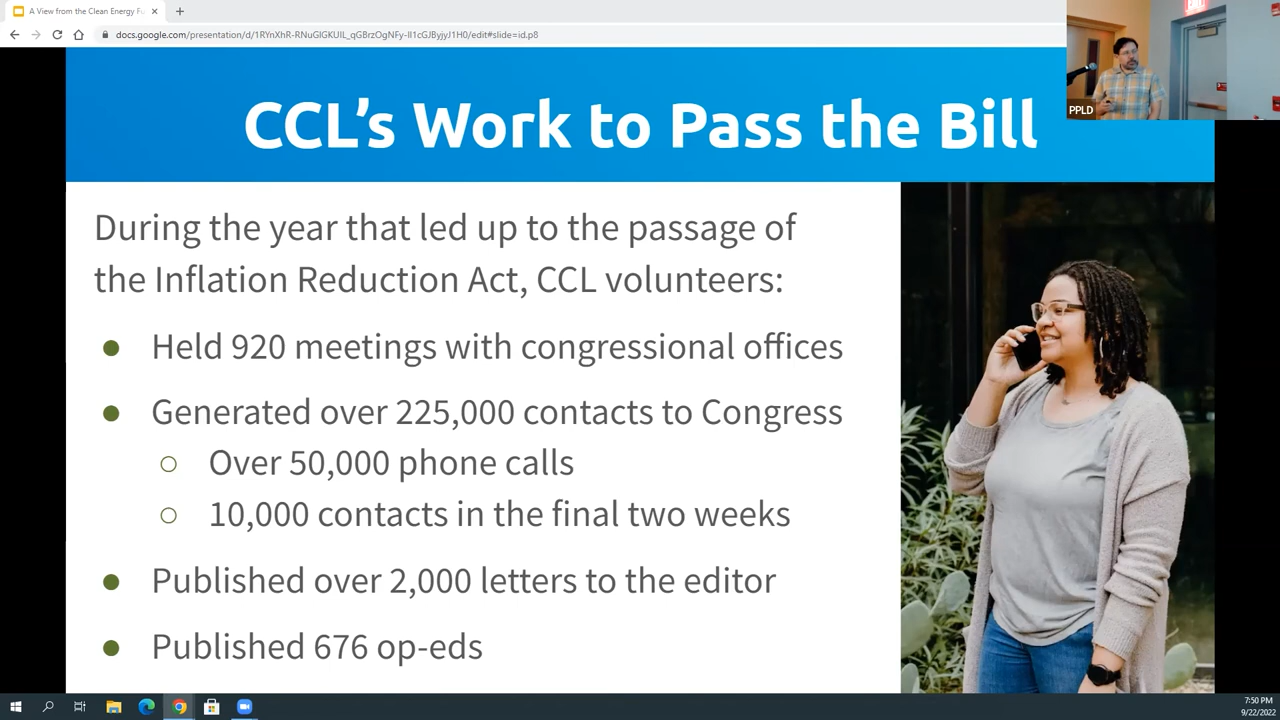 A View from the Clean Energy Fu
docs.google.com/presentation/d/1RYnXhR-RNuGlGKUIL_qGBrzOgNFy-II1cGJByjyJ1H0/edit#slide=id.p8
EXIT
PPLD
CCL's Work to Pass the Bill
During the year that led up to the passage of
the Inflation Reduction Act, CCL volunteers:
● Held 920 meetings with congressional offices
● Generated over 225,000 contacts to Congress
○ Over 50,000 phone calls
○ 10,000 contacts in the final two weeks
● Published over 2,000 letters to the editor
● Published 676 op-eds
7:50 PM
9/22/2022